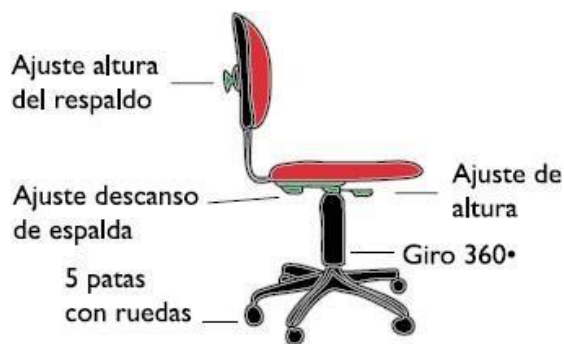 Ajuste altura
del respaldo
Ajuste descanso
de espalda
Ajuste de
altura
Giro 360•
5 patas
con ruedas